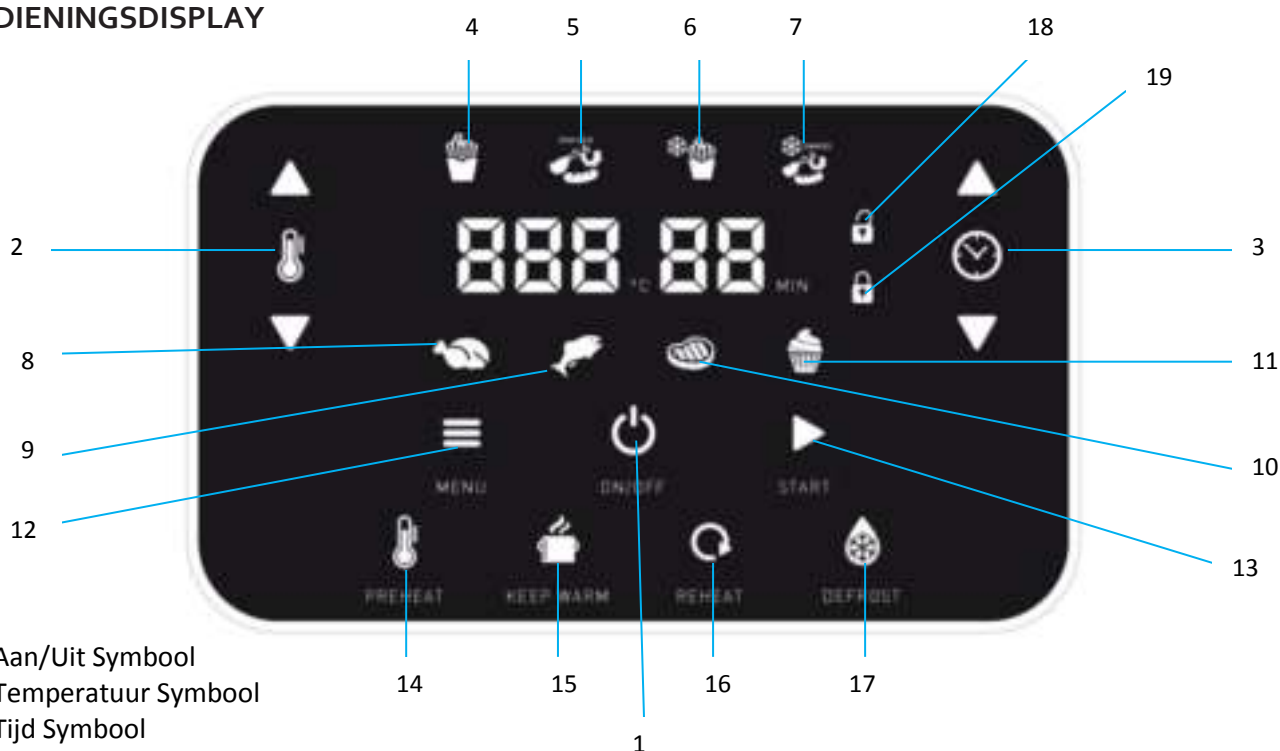 DIENINGSDISPLAY
4 5 6 7 18
19
2 888 °C 88 MIN 3
8 11
9 10
MENU ON/OFF START
12 13
PREHEAT KEEP WARM REHEAT DEFROST
Aan/Uit Symbool
14 15 16 17
Temperatuur Symbool
Tijd Symbool
1